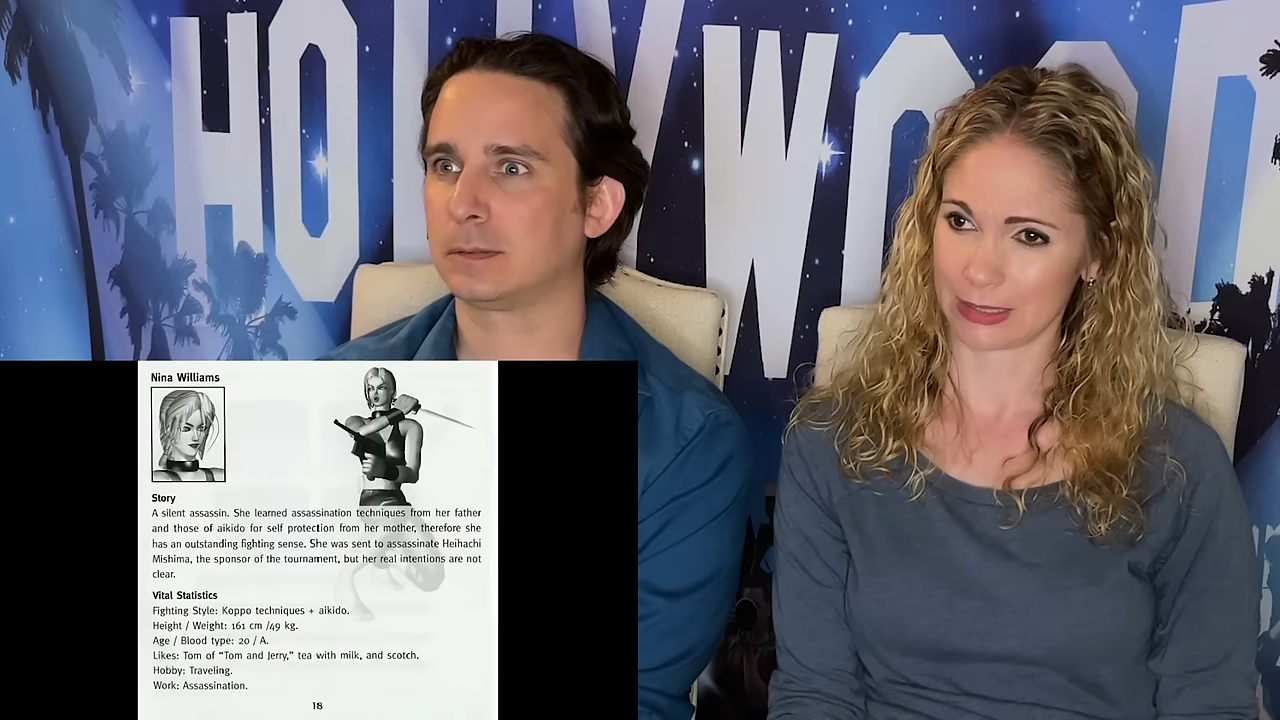 HOLLYWOOD
Nina Williams
Story
A silent assassin. She learned assassination techniques from her father
and those of aikido for self protection from her mother, therefore she
has an outstanding fighting sense. She was sent to assassinate Heihachi
Mishima, the sponsor of the tournament, but her real intentions are not
clear.
Vital Statistics
Fighting Style: Koppo techniques + aikido.
Height / Weight: 161 cm /49 kg.
Age / Blood type: 20 / A.
Likes: Tom of “Tom and Jerry,” tea with milk, and scotch.
Hobby: Traveling.
Work: Assassination.
18